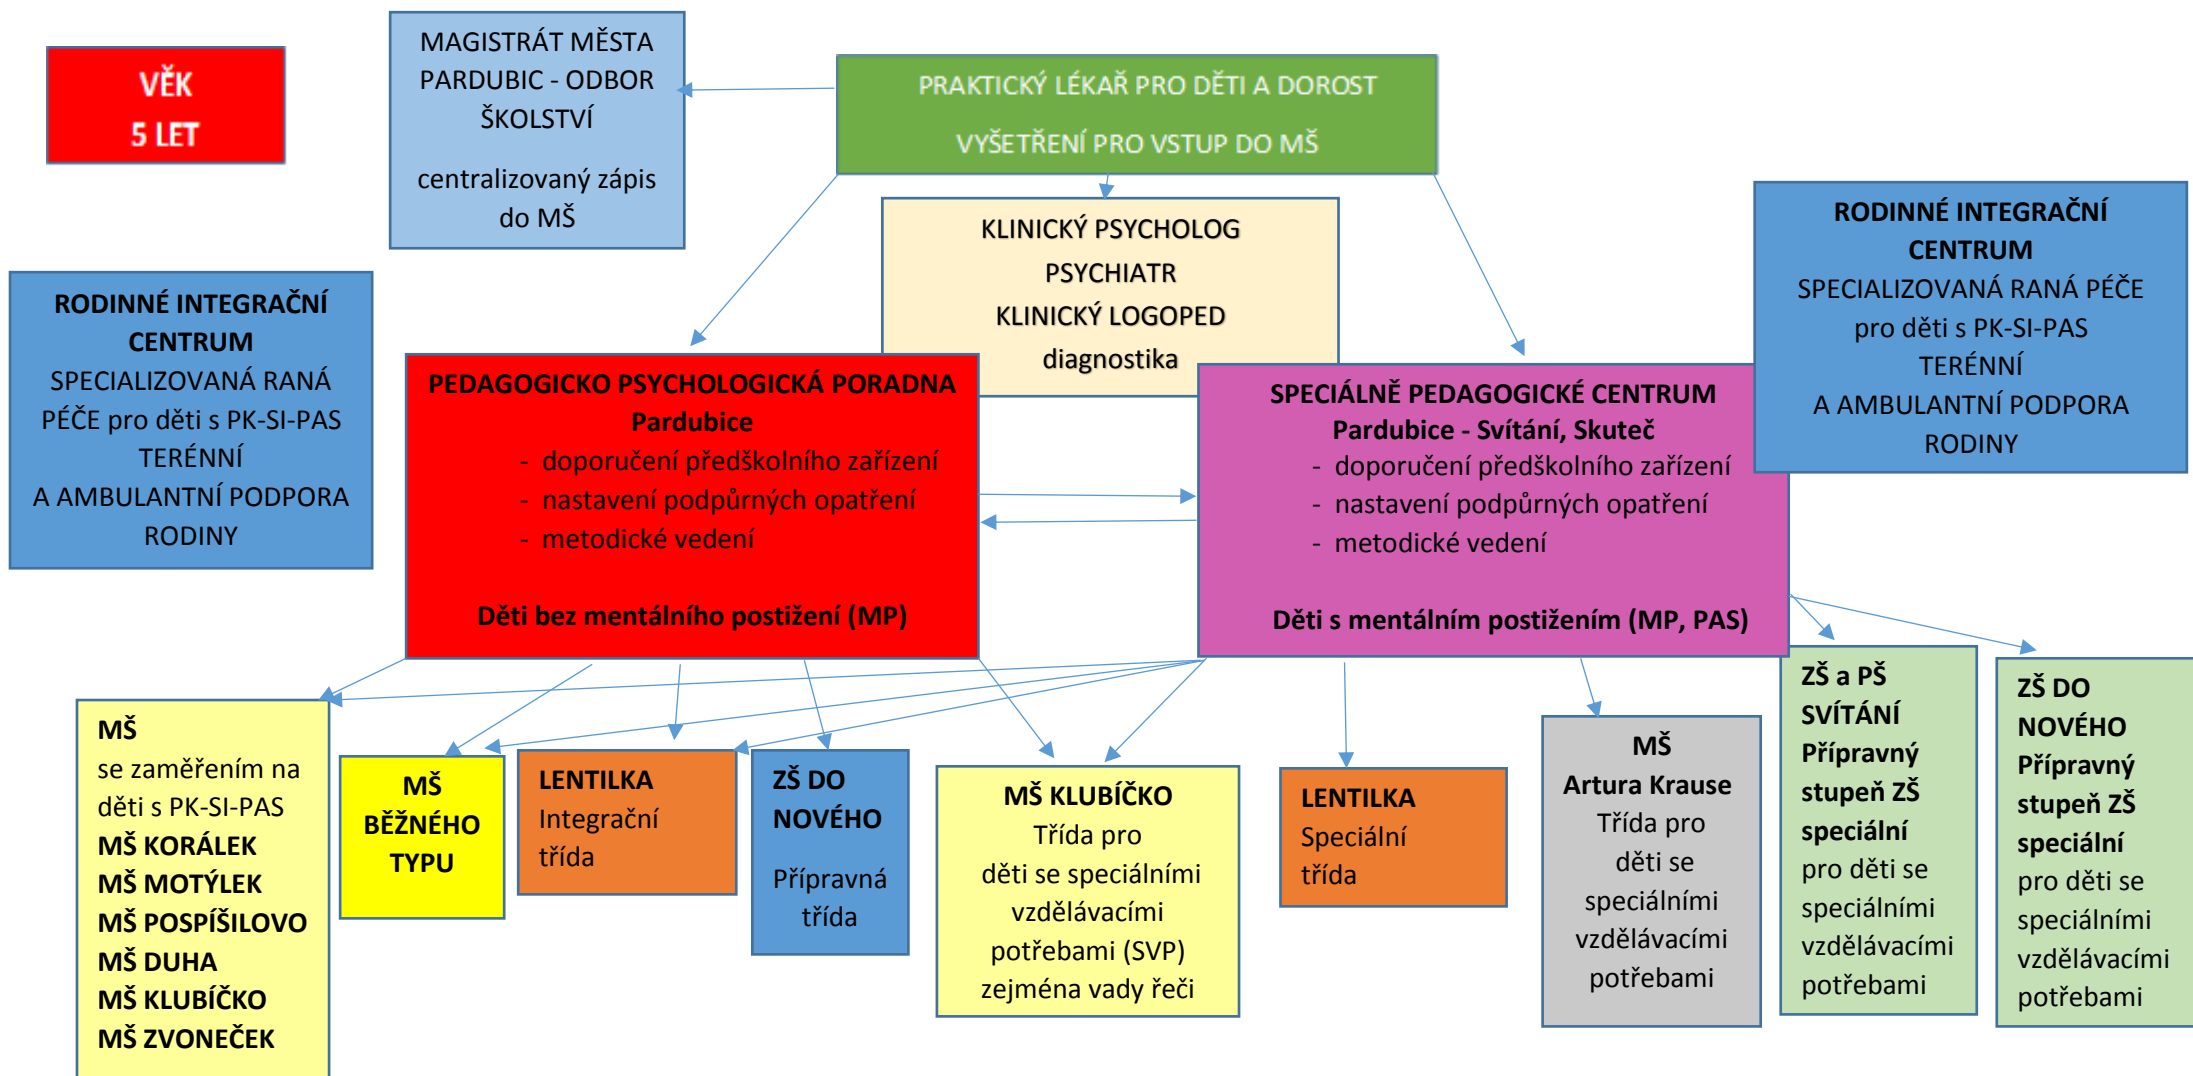 VĚK
5 LET
MAGISTRÁT MĚSTA
PARDUBIC - ODBOR
ŠKOLSTVÍ
centralizovaný zápis
do MŠ
PRAKTICKÝ LÉKAŘ PRO DĚTI A DOROST
VYŠETŘENÍ PRO VSTUP DO MŠ
KLINICKÝ PSYCHOLOG
PSYCHIATR
KLINICKÝ LOGOPED
diagnostika
RODINNÉ INTEGRAČNÍ
CENTRUM
SPECIALIZOVANÁ RANÁ PÉČE
pro děti s PK-SI-PAS
TERÉNNÍ
A AMBULANTNÍ PODPORA
RODINY
RODINNÉ INTEGRAČNÍ
CENTRUM
SPECIALIZOVANÁ RANÁ
PÉČE pro děti s PK-SI-PAS
TERÉNNÍ
A AMBULANTNÍ PODPORA
RODINY
PEDAGOGICKO PSYCHOLOGICKÁ PORADNA
Pardubice
- doporučení předškolního zařízení
- nastavení podpůrných opatření
- metodické vedení
Děti bez mentálního postižení (MP)
SPECIÁLNĚ PEDAGOGICKÉ CENTRUM
Pardubice - Svítání, Skuteč
- doporučení předškolního zařízení
- nastavení podpůrných opatření
- metodické vedení
Děti s mentálním postižením (MP, PAS)
MŠ
se zaměřením na
děti s PK-SI-PAS
MŠ KORÁLEK
MŠ MOTÝLEK
MŠ POSPÍŠILOVO
MŠ DUHA
MŠ KLUBÍČKO
MŠ ZVONEČEK
MŠ
BĚŽNÉHO
TYPU
LENTILKA
Integrační
třída
ZŠ DO
NOVÉHO
Přípravná
třída
MŠ KLUBÍČKO
Třída pro
děti se speciálními
vzdělávacími
potřebami (SVP)
zejména vady řeči
LENTILKA
Speciální
třída
MŠ
Artura Krause
Třída pro
děti se
speciálními
vzdělávacími
potřebami
ZŠ a PŠ
SVÍTÁNÍ
Přípravný
stupeň ZŠ
speciální
pro děti se
speciálními
vzdělávacími
potřebami
ZŠ DO
NOVÉHO
Přípravný
stupeň ZŠ
speciální
pro děti se
speciálními
vzdělávacími
potřebami